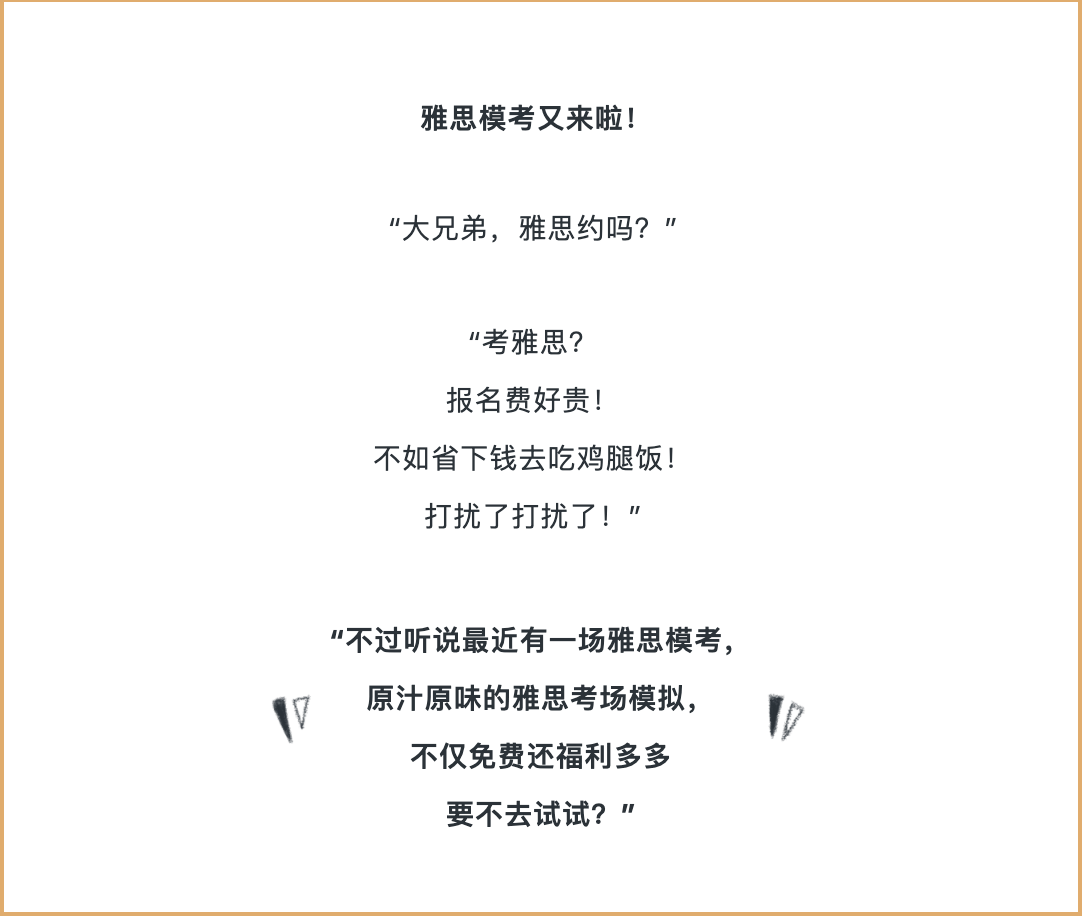 雅思模考又来啦！
“大兄弟，雅思约吗？”
“考雅思？
报名费好贵！
不如省下钱去吃鸡腿饭！
打扰了打扰了！”
“不过听说最近有一场雅思模考，
原汁原味的雅思考场模拟，
不仅免费还福利多多
要不去试试？”